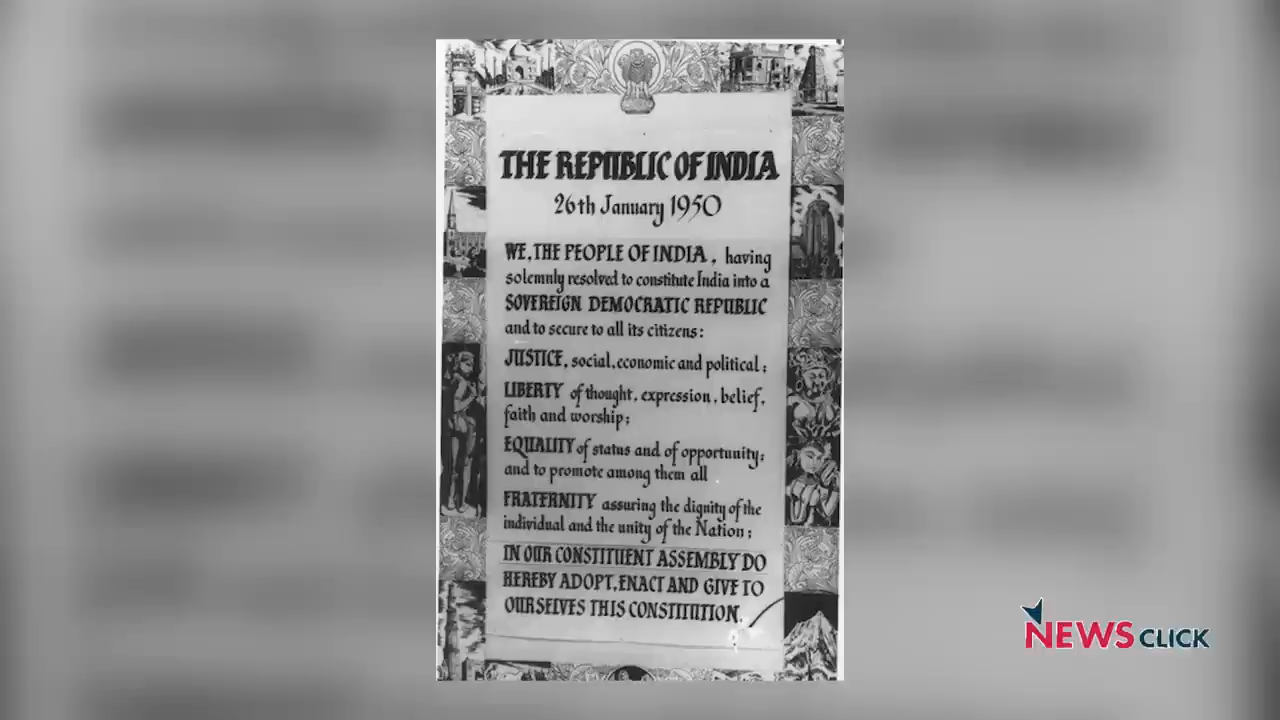 THE REPUBLIC OF INDIA
26th January 1950
WE, THE PEOPLE OF INDIA, having
solemnly resolved to constitute India into a
SOVEREIGN DEMOCRATIC REPUBLIC
and to secure to all its citizens:
JUSTICE, social, economic and political;
LIBERTY of thought, expression, belief,
faith and worship;
EQUALITY of status and of opportunity;
and to promote among them all
FRATERNITY assuring the dignity of the
individual and the unity of the Nation;
IN OUR CONSTITUENT ASSEMBLY DO
HEREBY ADOPT, ENACT AND GIVE TO
OURSELVES THIS CONSTITUTION.
NEWSCLICK